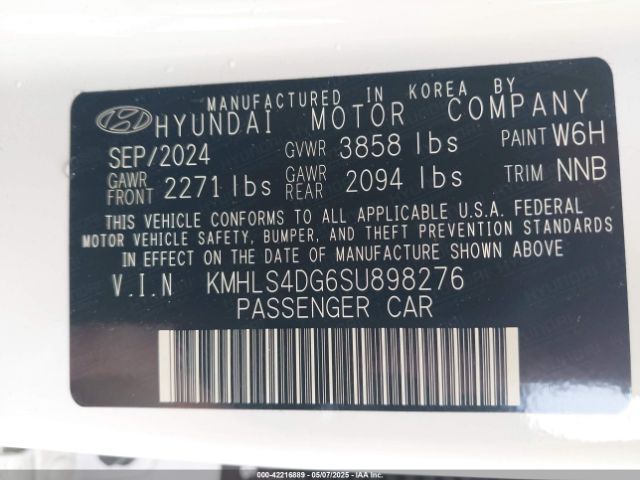 MANUFACTURED IN KOREA BY
HYUNDAI MOTOR COMPANY
SEP/2024 GVWR 3858 lbs PAINT W6H
GAWR FRONT 2271 lbs GAWR REAR 2094 lbs TRIM NNB
THIS VEHICLE CONFORMS TO ALL APPLICABLE U.S.A. FEDERAL
MOTOR VEHICLE SAFETY, BUMPER, AND THEFT PREVENTION STANDARDS
IN EFFECT ON THE DATE OF MANUFACTURE SHOWN ABOVE
V.I.N KMHLS4DG6SU898276
PASSENGER CAR
000-42216889 - 05/07/2025 - COPYRIGHT © IAA, INC.